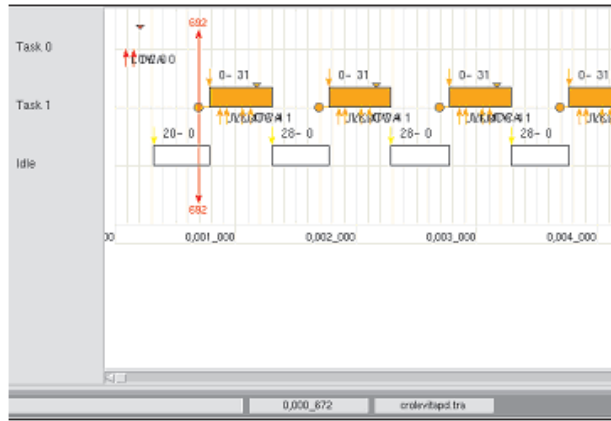 692
Task 0
0- 31 0- 31 0- 31 0- 31
Task 1
20- 0 28- 0 28- 0 28- 0
Idle
692
00 0,001_000 0,002_000 0,003_000 0,004_000
0,000_672 crolevitapd.tra